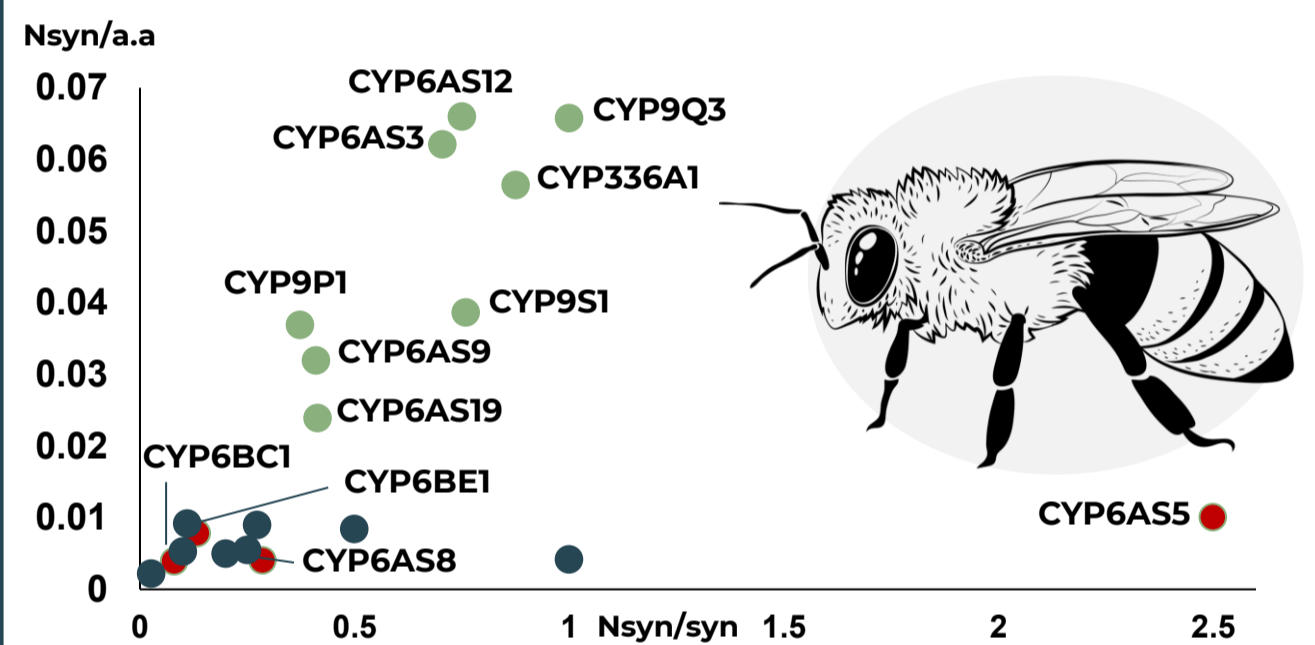 Nsyn/a.a
0.07
CYP6AS12
CYP9Q3
CYP6AS3
0.06
CYP336A1
0.05
CYP9P1
0.04
CYP9S1
CYP6AS9
0.03
CYP6AS19
0.02
CYP6BC1
CYP6BE1
0.01
CYP6AS5
CYP6AS8
0
0 0.5 1 Nsyn/syn 1.5 2 2.5